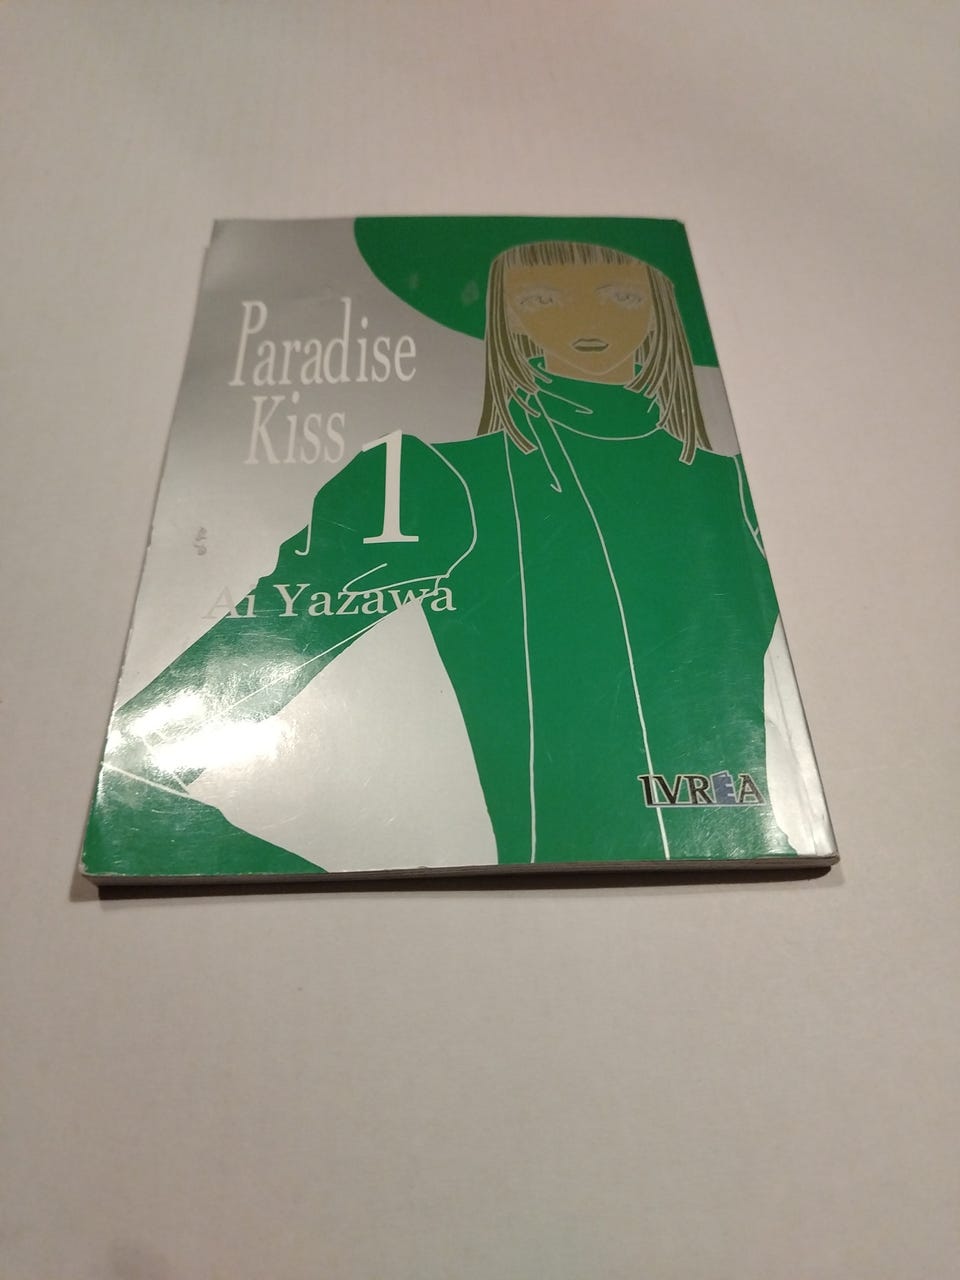 Paradise
Kiss
1
Ai Yazawa
IVREA